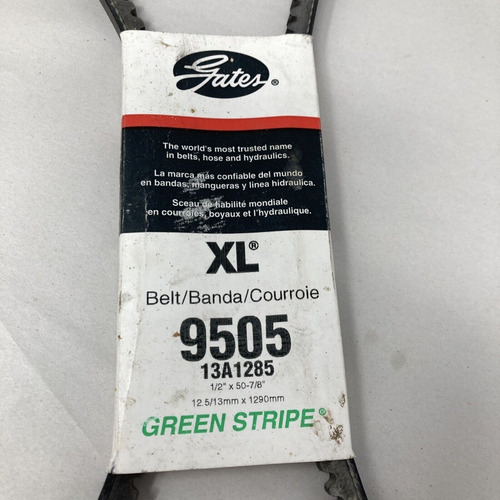 Gates®
The world's most trusted name
in belts, hose and hydraulics.
La marca más confiable del mundo
en bandas, mangueras y linea hidraulica.
Sceau de fiabilité mondiale
en courroies, boyaux et l'hydraulique.
XL®
Belt/Banda/Courroie
9505
13A1285
1/2" x 50-7/8"
12.5/13mm x 1290mm
GREEN STRIPE®